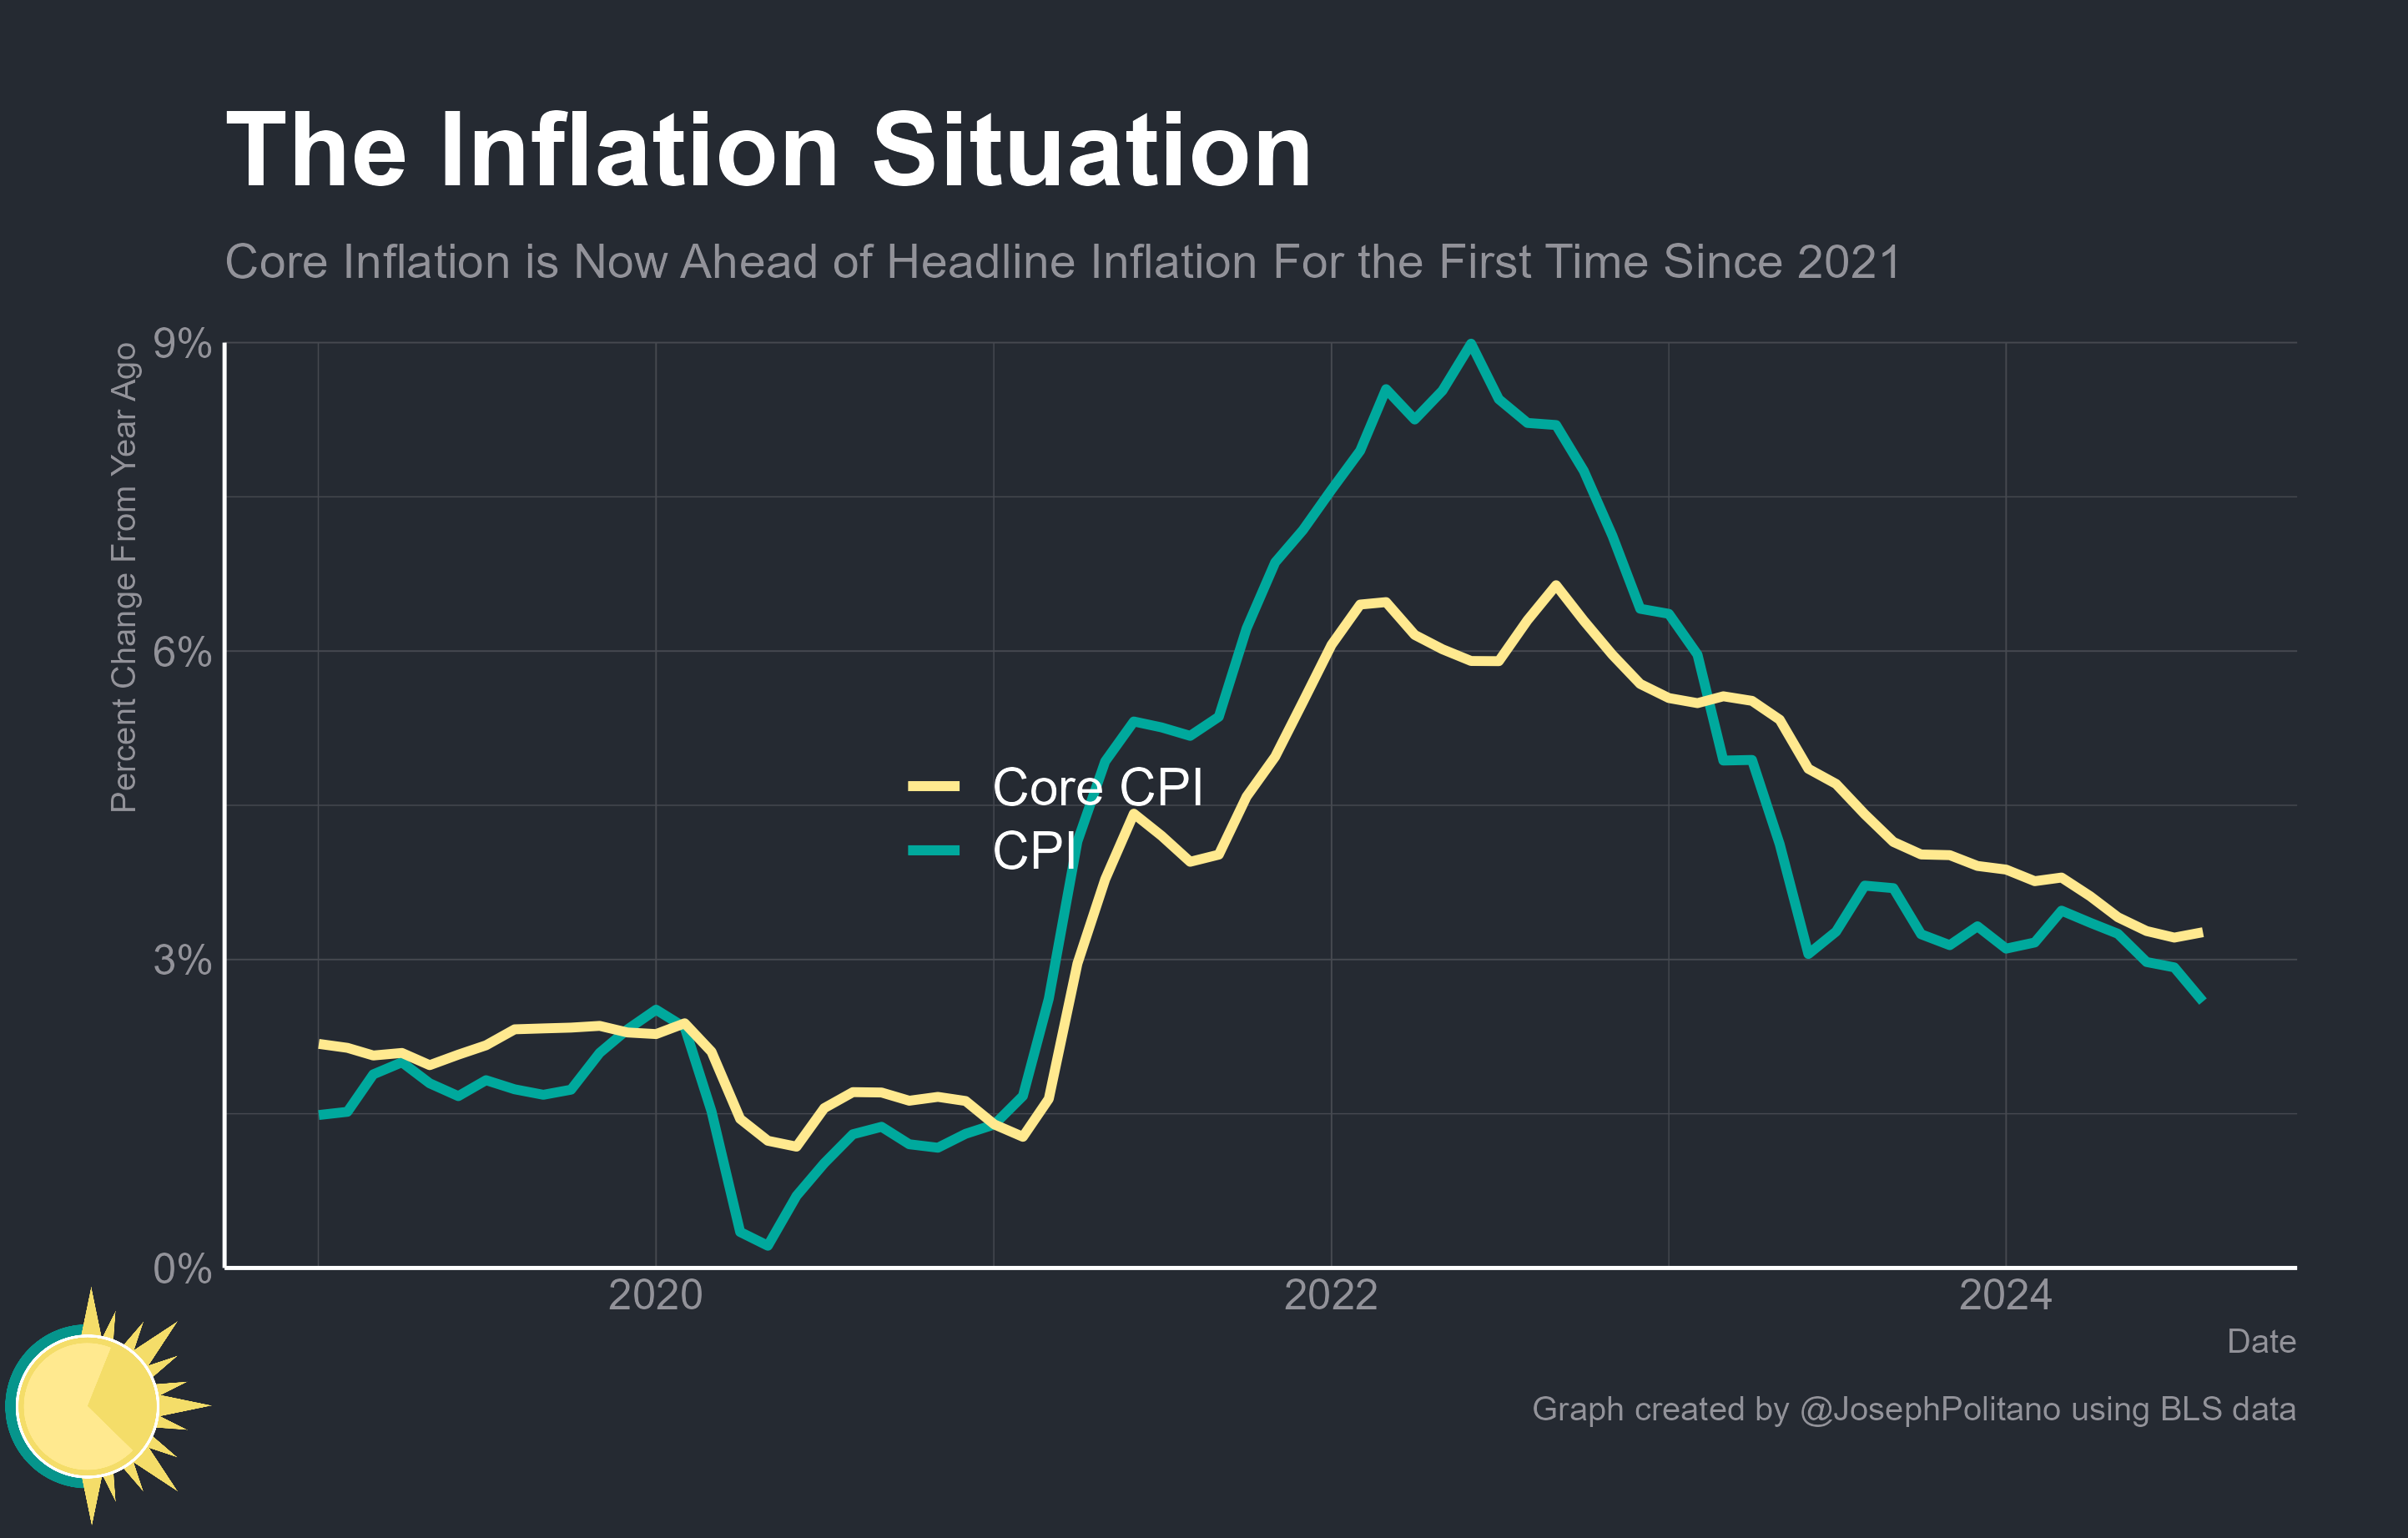 The Inflation Situation
Core Inflation is Now Ahead of Headline Inflation For the First Time Since 2021
Percent Change From Year Ago
9%
6%
3%
0%
Core CPI
CPI
2020
2022
2024
Date
Graph created by @JosephPolitano using BLS data